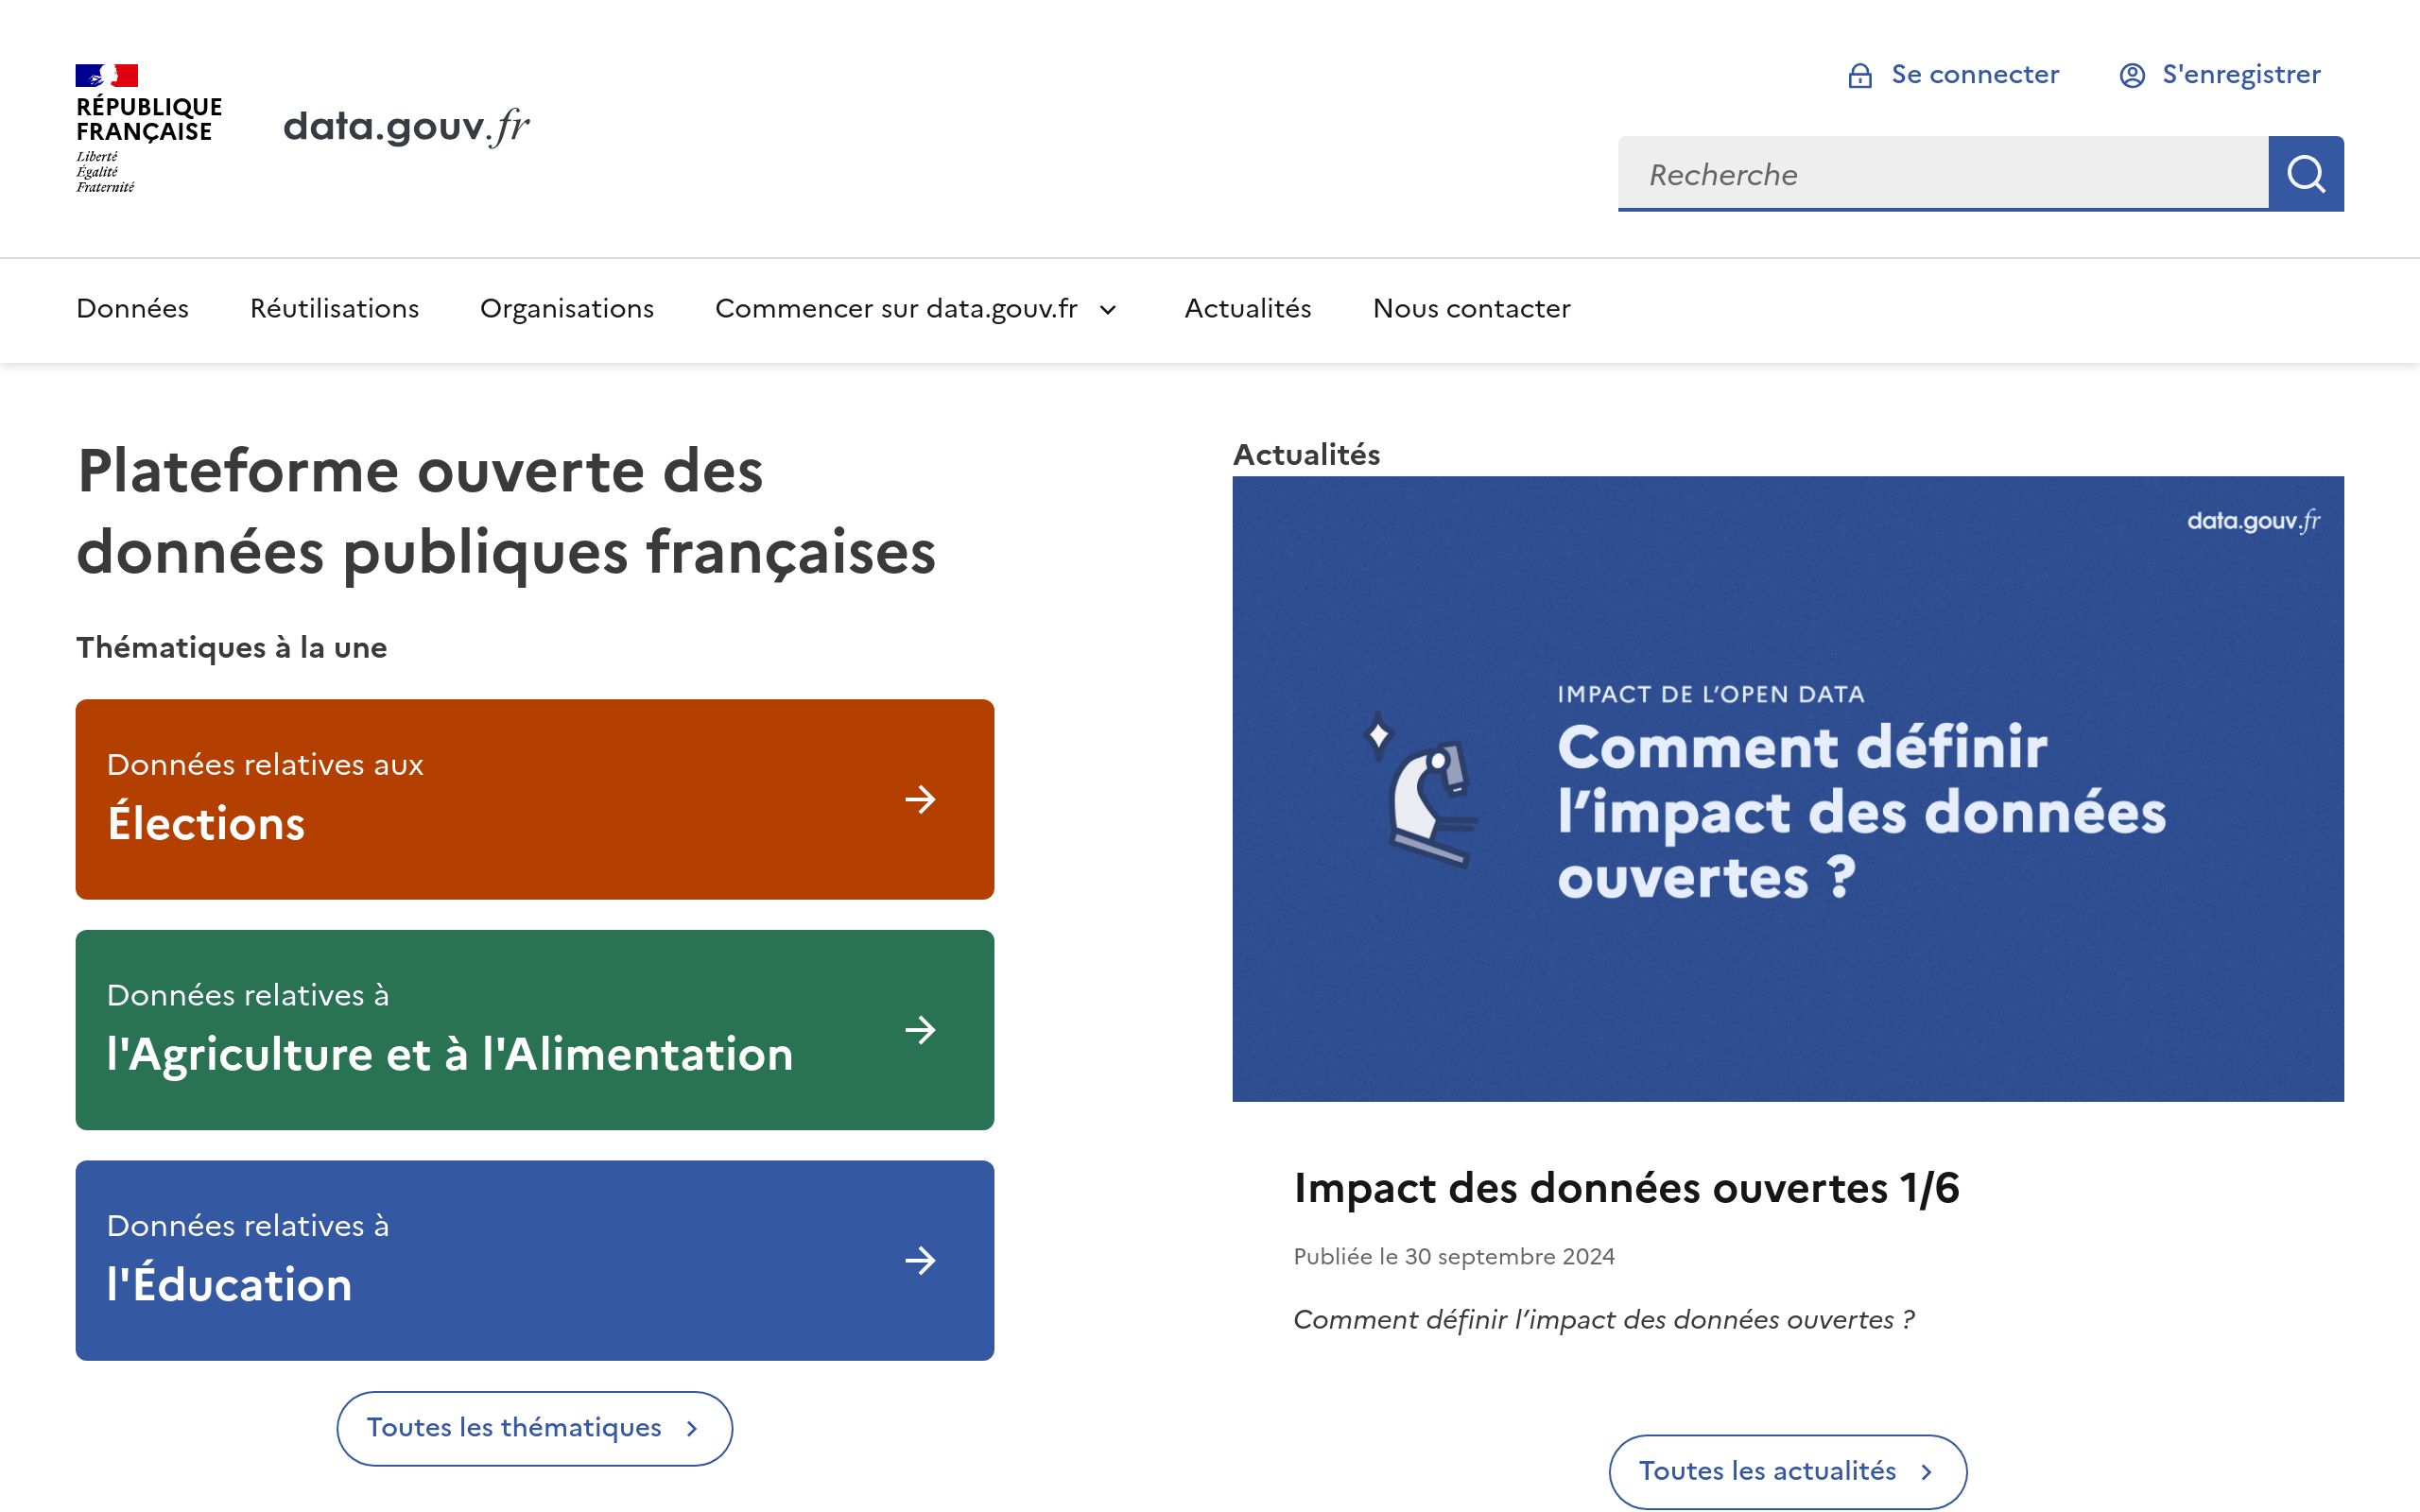 RÉPUBLIQUE
FRANÇAISE
Liberté
Égalité
Fraternité
data.gouv.fr
Se connecter
S'enregistrer
Recherche
Données
Réutilisations
Organisations
Commencer sur data.gouv.fr
Actualités
Nous contacter
Plateforme ouverte des
données publiques françaises
Thématiques à la une
Données relatives aux
Élections
Données relatives à
l'Agriculture et à l'Alimentation
Données relatives à
l'Éducation
Toutes les thématiques
Actualités
data.gouv.fr
IMPACT DE L’OPEN DATA
Comment définir
l’impact des données
ouvertes ?
Impact des données ouvertes 1/6
Publiée le 30 septembre 2024
Comment définir l’impact des données ouvertes ?
Toutes les actualités